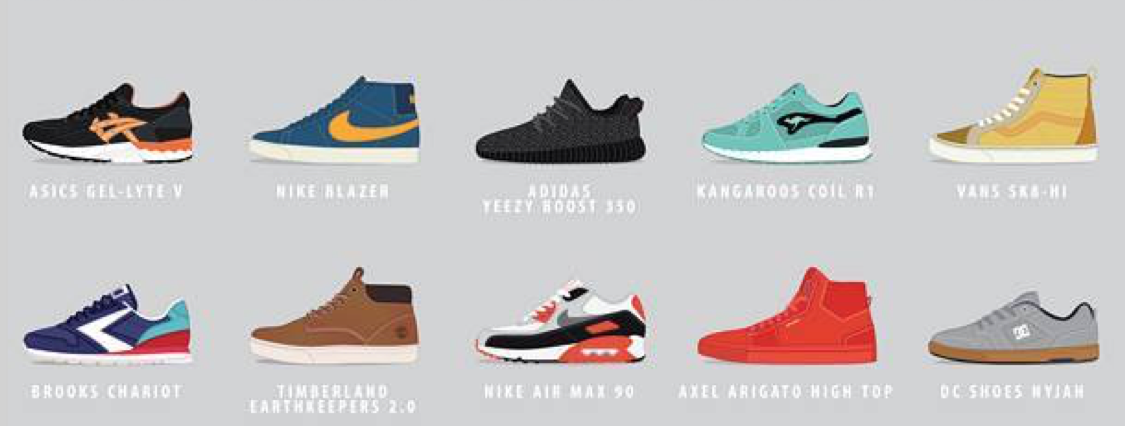 ASICS GEL-LYTE V
NIKE BLAZER
ADIDAS
YEEZY BOOST 350
KANGAROOS COIL R1
VANS SK8-HI
BROOKS CHARIOT
TIMBERLAND
EARTHKEEPERS 2.0
NIKE AIR MAX 90
AXEL ARIGATO HIGH TOP
DC SHOES NYJAH